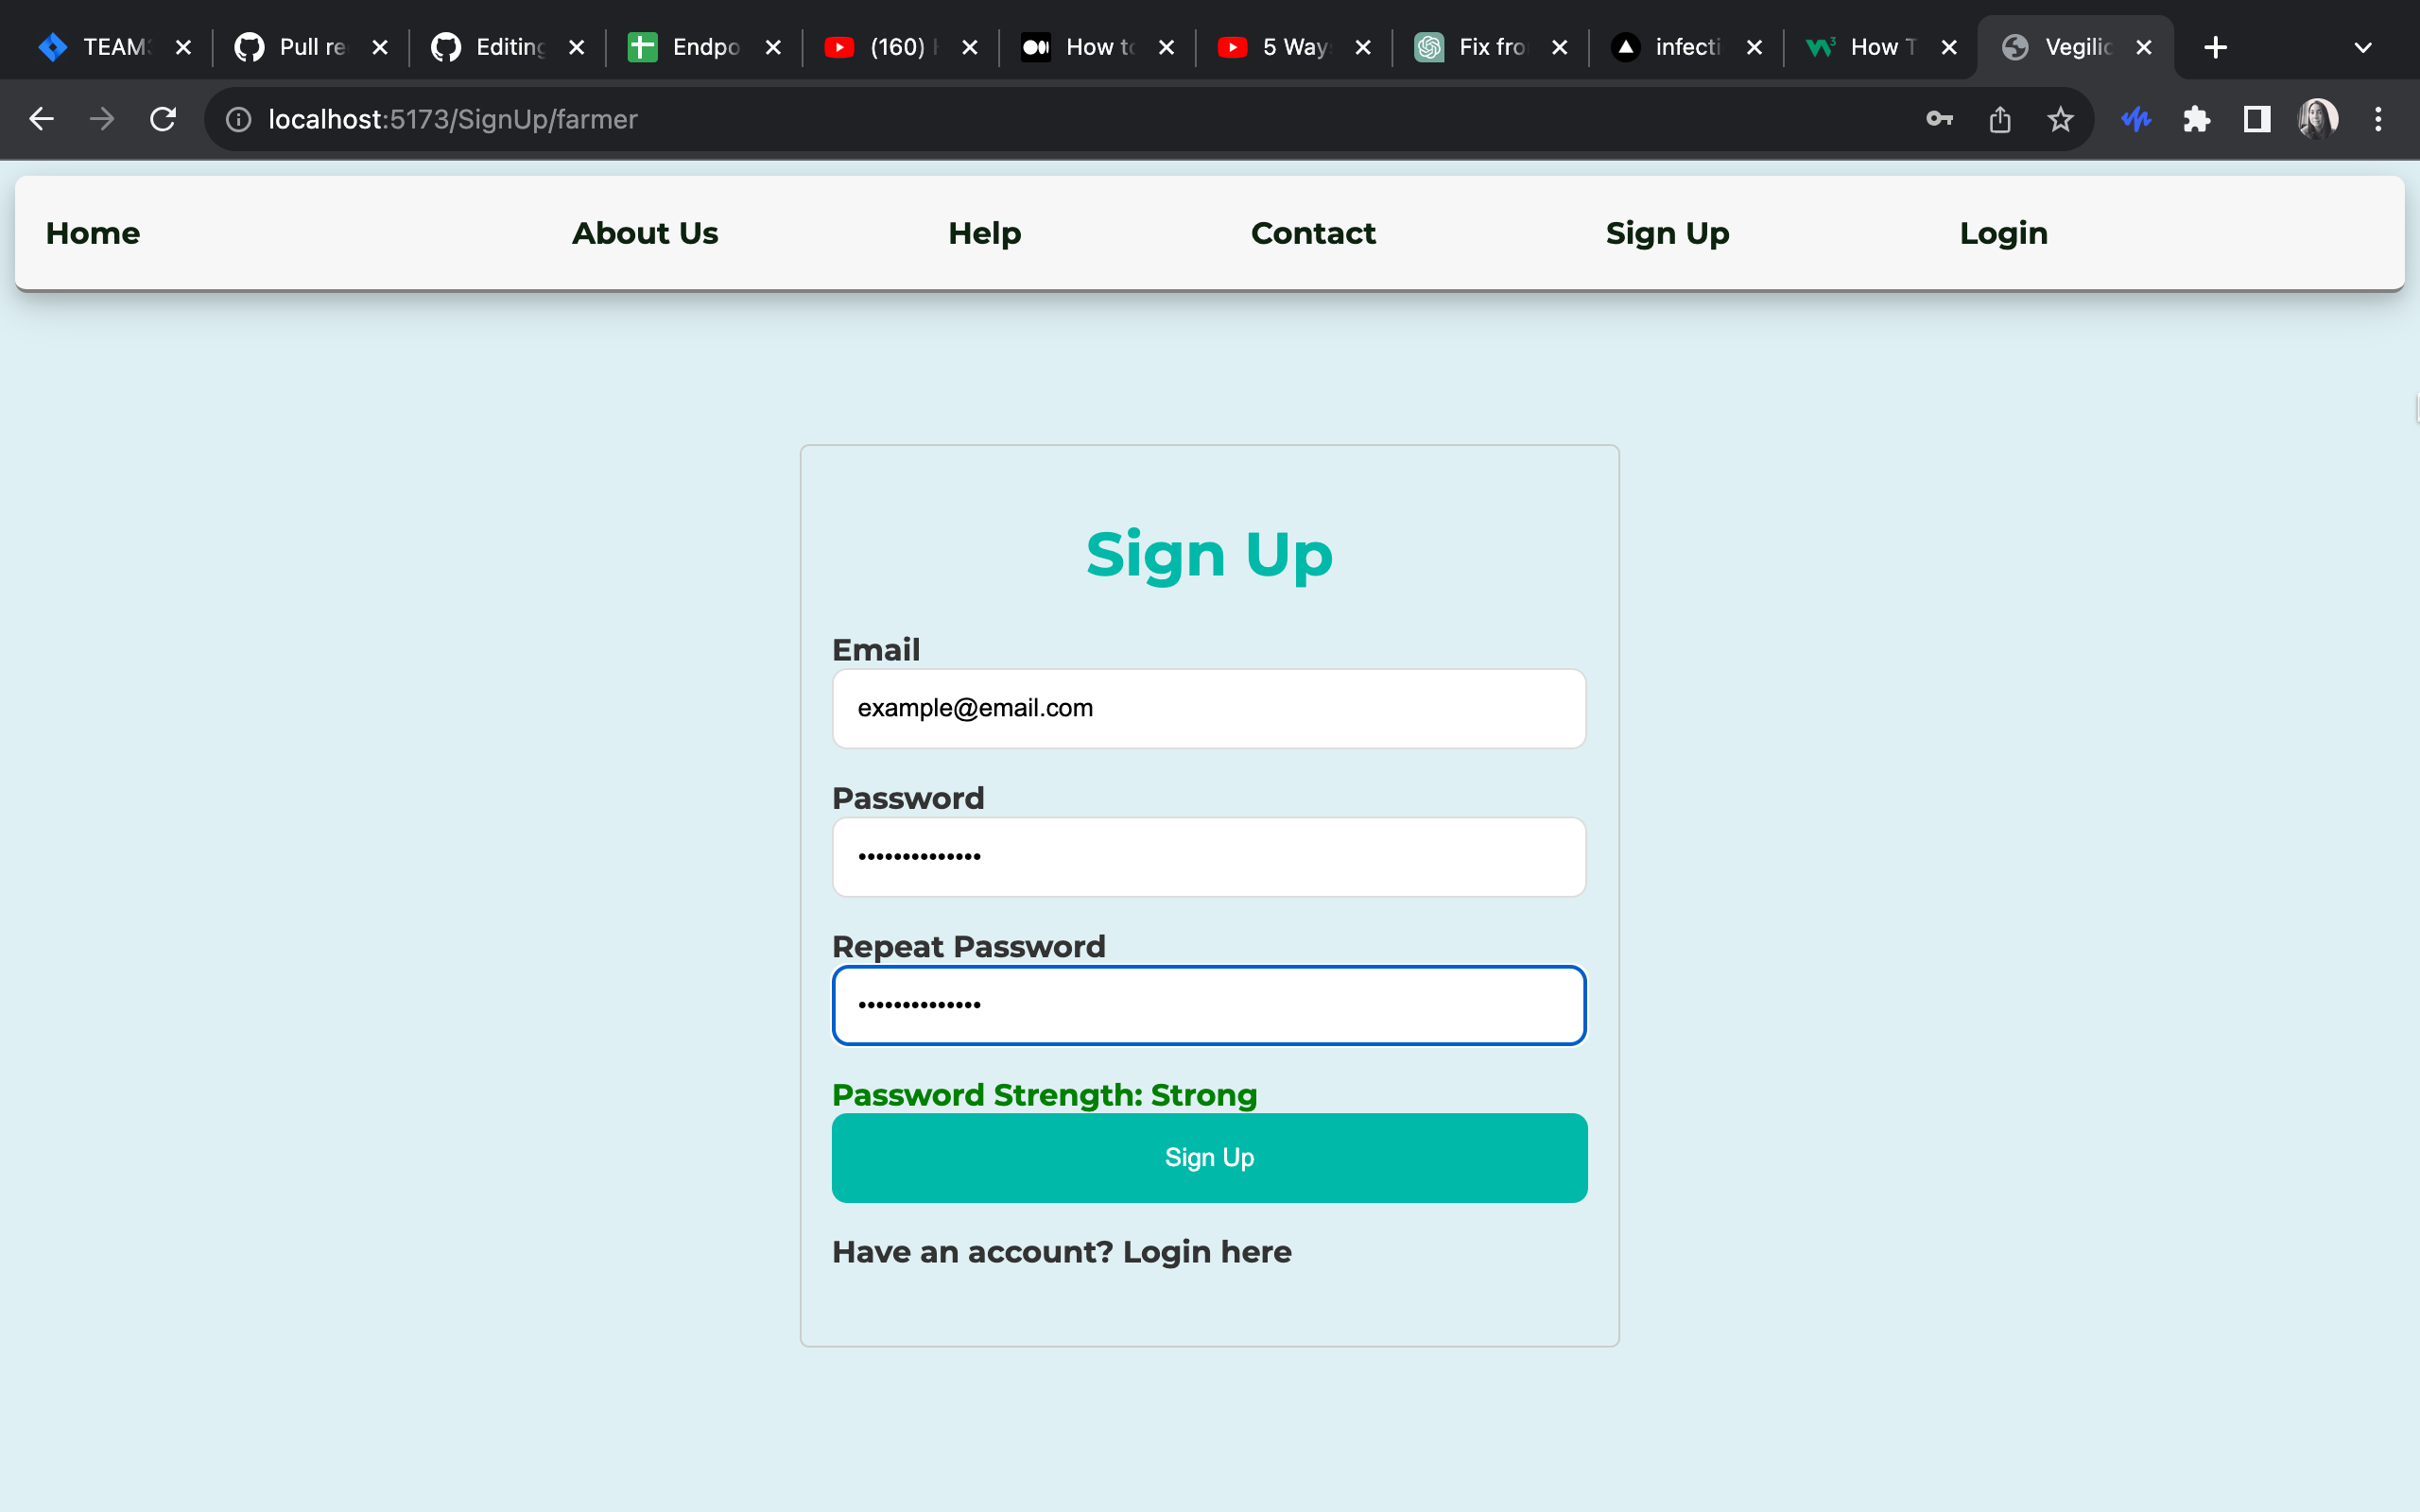 TEAM
Pull re
Editing
Endpo
(160)
How to
5 Way
Fix fro
infecti
How T
Vegilic
localhost:5173/SignUp/farmer
Home
About Us
Help
Contact
Sign Up
Login
Sign Up
Email
example@email.com
Password
••••••••••••••
Repeat Password
••••••••••••••
Password Strength: Strong
Sign Up
Have an account? Login here